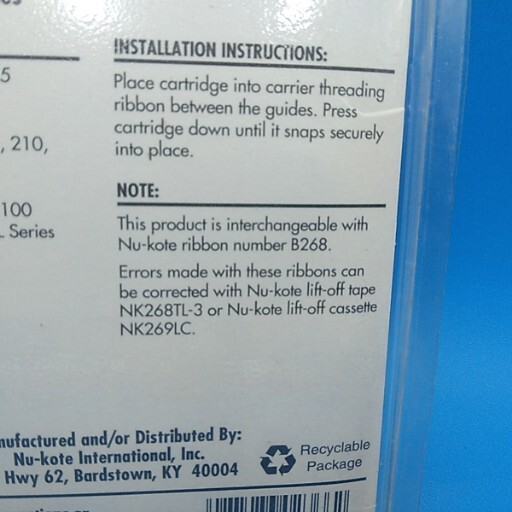 5
, 210,
100
Series
INSTALLATION INSTRUCTIONS:
Place cartridge into carrier threading
ribbon between the guides. Press
cartridge down until it snaps securely
into place.
NOTE:
This product is interchangeable with
Nu-kote ribbon number B268.
Errors made with these ribbons can
be corrected with Nu-kote lift-off tape
NK268TL-3 or Nu-kote lift-off cassette
NK269LC.
nufactured and/or Distributed By:
Nu-kote International, Inc.
Hwy 62, Bardstown, KY 40004
Recyclable
Package